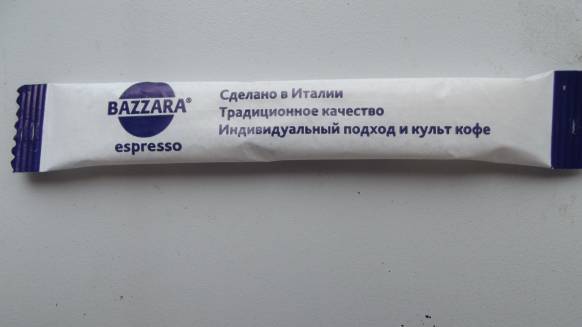 BAZZARA®
espresso
Сделано в Италии
Традиционное качество
Индивидуальный подход и культ кофе